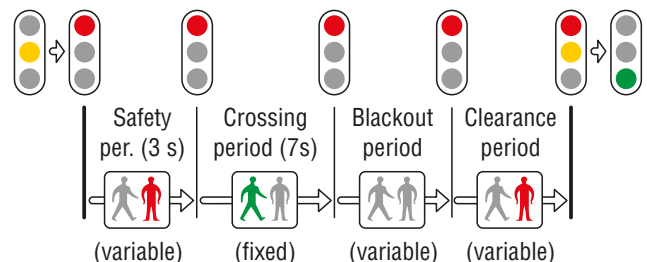 Safety
per. (3 s)
Crossing
period (7s)
Blackout
period
Clearance
period
(variable)
(fixed)
(variable)
(variable)